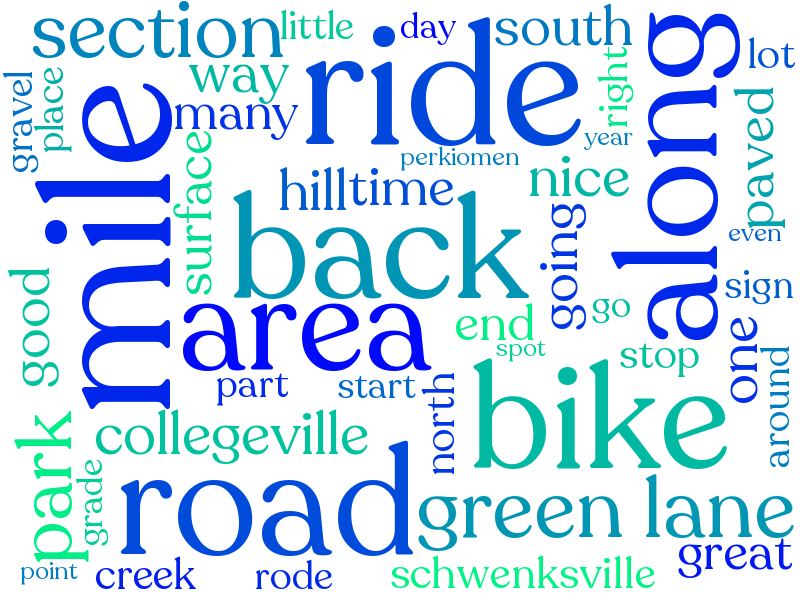 section
little
day
south
lot
way
ride
along
right
gravel
place
many
mile
year
perkiomen
surface
hill
time
nice
paved
back
going
even
sign
good
area
go
end
spot
stop
one
around
part
start
north
bike
park
collegeville
grade
road
green lane
great
point
creek
rode
schwenksville